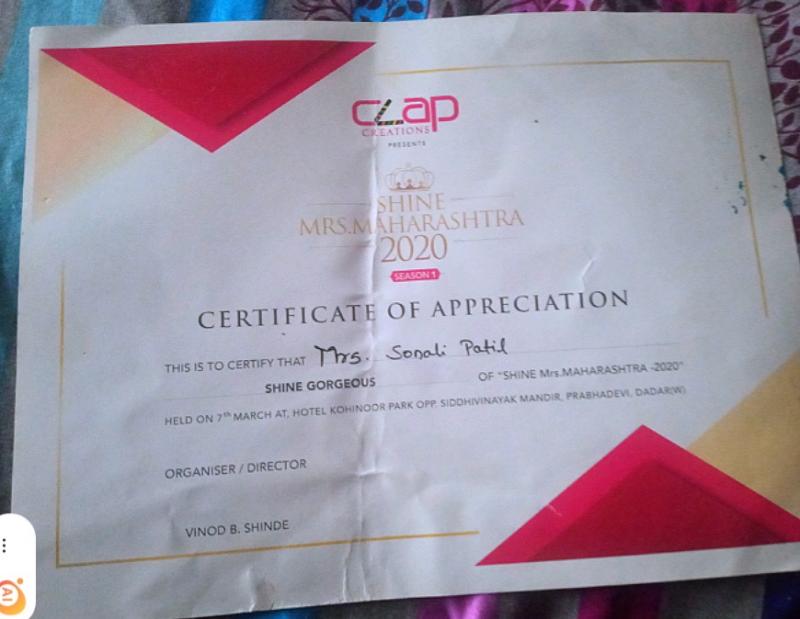 CLAP
CREATIONS
PRESENTS
SHINE
MRS.MAHARASHTRA
2020
SEASON 1
CERTIFICATE OF APPRECIATION
THIS IS TO CERTIFY THAT Mrs. Sonali Patil
SHINE GORGEOUS OF "SHINE Mrs.MAHARASHTRA -2020"
HELD ON 7th MARCH AT, HOTEL KOHINOOR PARK OPP. SIDDHIVINAYAK MANDIR, PRABHADEVI, DADAR(W)
ORGANISER / DIRECTOR
VINOD B. SHINDE
AI